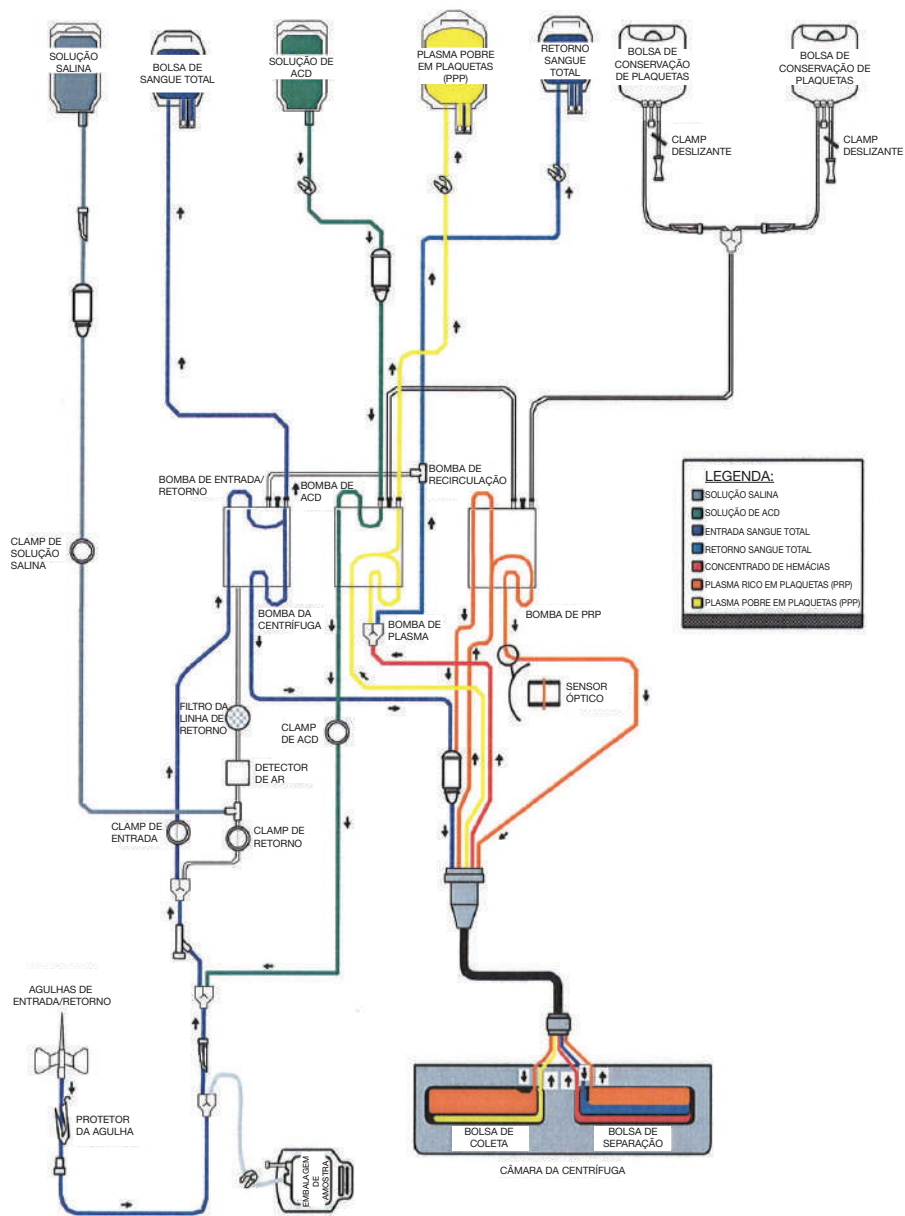 SOLUÇÃO
SALINA
BOLSA DE
SANGUE TOTAL
SOLUÇÃO DE
ACD
PLASMA POBRE
EM PLAQUETAS
(PPP)
RETORNO
SANGUE
TOTAL
BOLSA DE
CONSERVAÇÃO
DE PLAQUETAS
BOLSA DE
CONSERVAÇÃO DE
PLAQUETAS
CLAMP
DESLIZANTE
CLAMP
DESLIZANTE
BOMBA DE ENTRADA/
RETORNO
BOMBA DE
ACD
BOMBA DE
RECIRCULAÇÃO
LEGENDA:
SOLUÇÃO SALINA
SOLUÇÃO DE ACD
ENTRADA SANGUE TOTAL
RETORNO SANGUE TOTAL
CONCENTRADO DE HEMÁCIAS
PLASMA RICO EM PLAQUETAS (PRP)
PLASMA POBRE EM PLAQUETAS (PPP)
CLAMP DE
SOLUÇÃO
SALINA
BOMBA DA
CENTRÍFUGA
BOMBA DE
PLASMA
BOMBA DE PRP
SENSOR
ÓPTICO
FILTRO DA
LINHA DE
RETORNO
CLAMP
DE ACD
DETECTOR
DE AR
CLAMP DE
ENTRADA
CLAMP DE
RETORNO
AGULHAS DE
ENTRADA/RETORNO
PROTETOR
DA AGULHA
EMBALAGEM
DE
AMOSTRA
BOLSA DE
COLETA
BOLSA DE
SEPARAÇÃO
CÂMARA DA CENTRÍFUGA